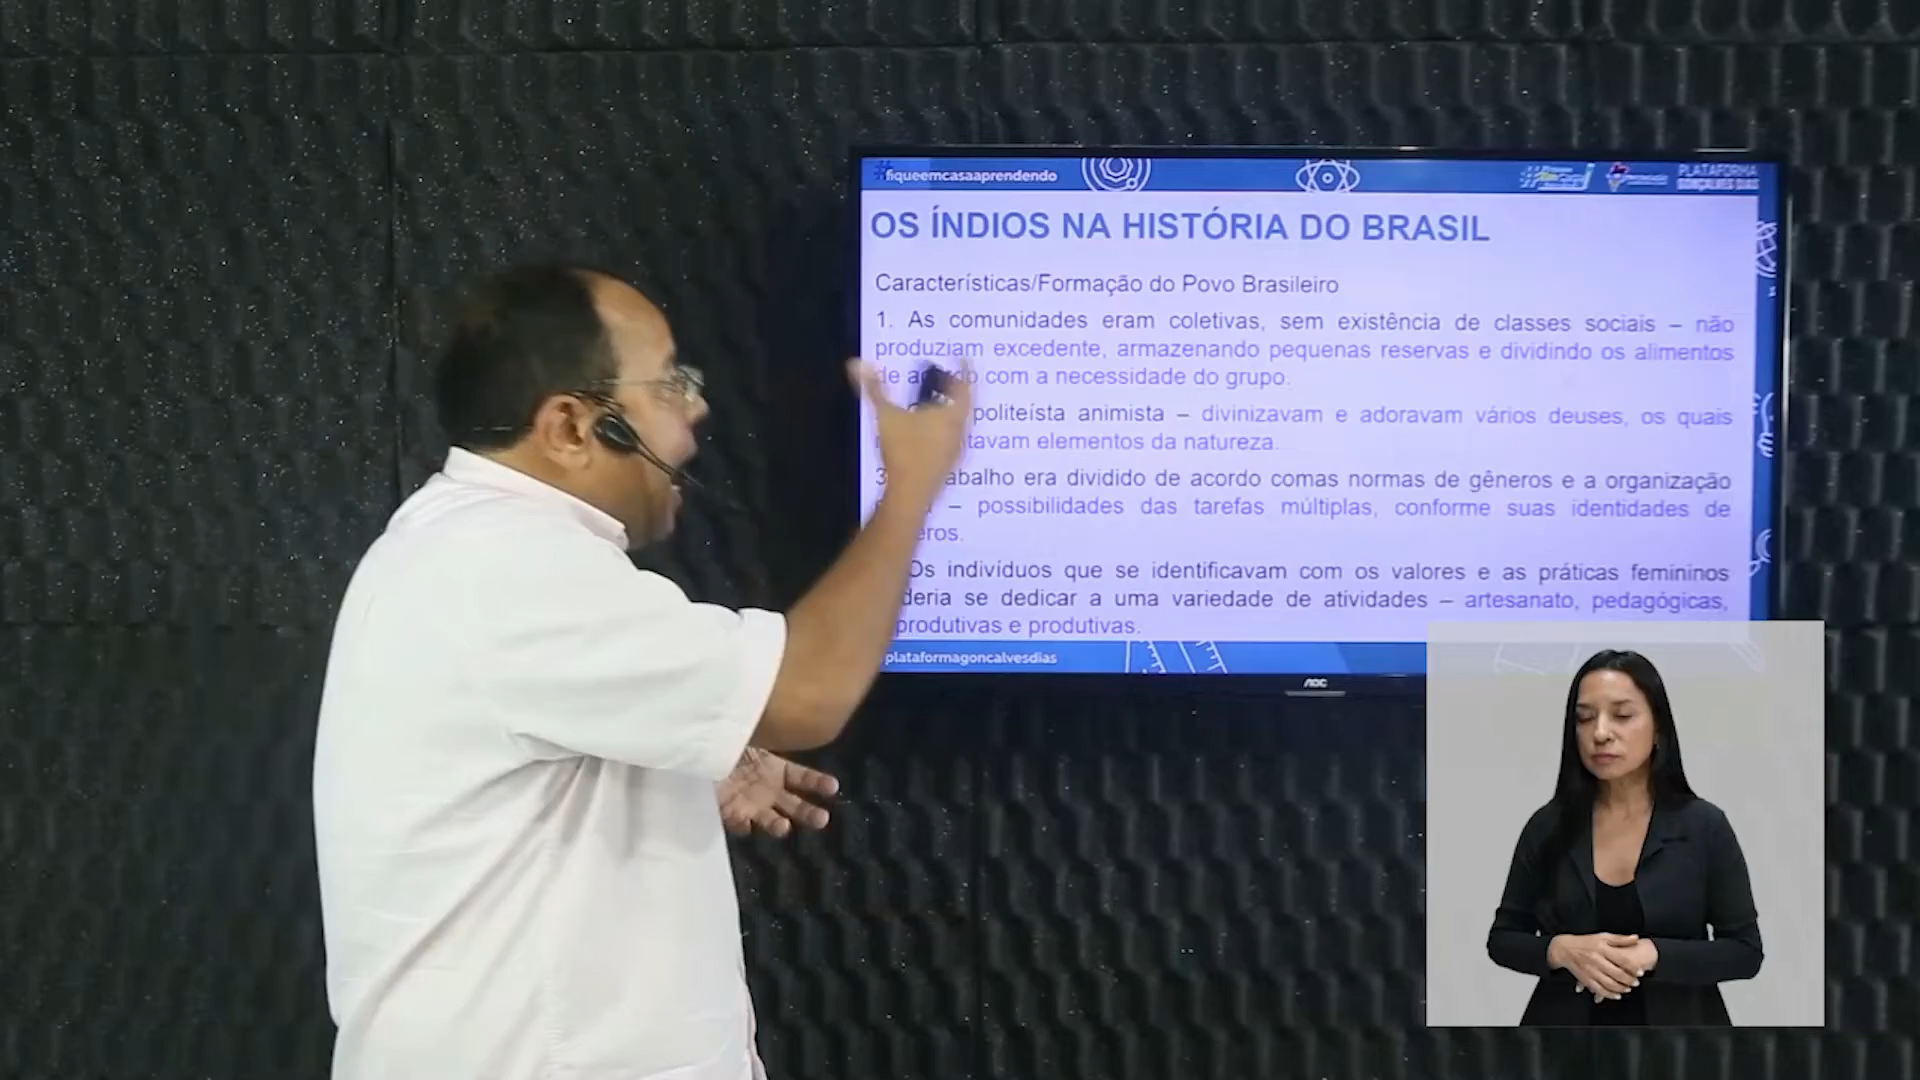 #fiqueemcasaaprendendo
PLATAFORMA
GONÇALVES DIAS
OS ÍNDIOS NA HISTÓRIA DO BRASIL
Características/Formação do Povo Brasileiro
1. As comunidades eram coletivas, sem existência de classes sociais – não
produziam excedente, armazenando pequenas reservas e dividindo os alimentos
de com a necessidade do grupo.
politeísta animista – divinizavam e adoravam vários deuses, os quais
elementos da natureza.
3 era dividido de acordo comas normas de gêneros e a organização
– possibilidades das tarefas múltiplas, conforme suas identidades de
Os indivíduos que se identificavam com os valores e as práticas femininos
se dedicar a uma variedade de atividades – artesanato, pedagógicas,
produtivas e produtivas.
plataformagoncalvesdias
AOC